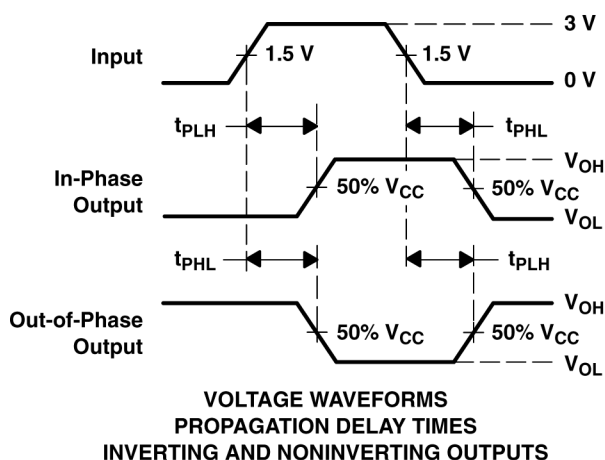 3 V
Input
1.5 V
1.5 V
0 V
tPLH
tPHL
VOH
In-Phase
Output
50% VCC
50% VCC
VOL
tPHL
tPLH
VOH
Out-of-Phase
Output
50% VCC
50% VCC
VOL
VOLTAGE WAVEFORMS
PROPAGATION DELAY TIMES
INVERTING AND NONINVERTING OUTPUTS